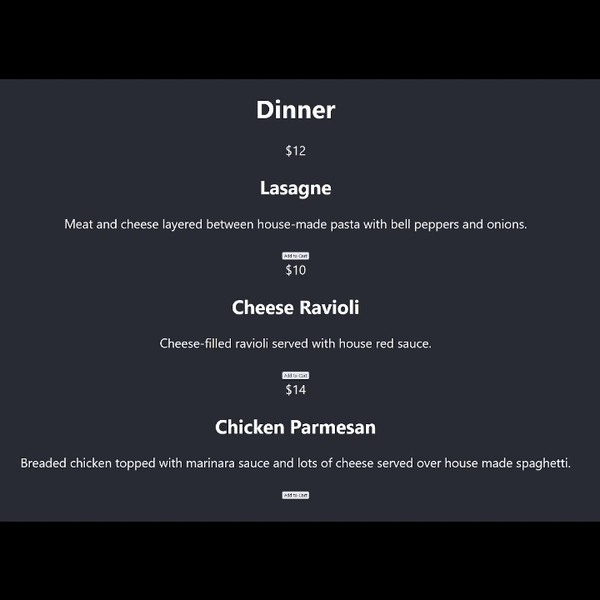 Dinner
$12
Lasagne
Meat and cheese layered between house-made pasta with bell peppers and onions.
Add to Cart
$10
Cheese Ravioli
Cheese-filled ravioli served with house red sauce.
Add to Cart
$14
Chicken Parmesan
Breaded chicken topped with marinara sauce and lots of cheese served over house made spaghetti.
Add to Cart